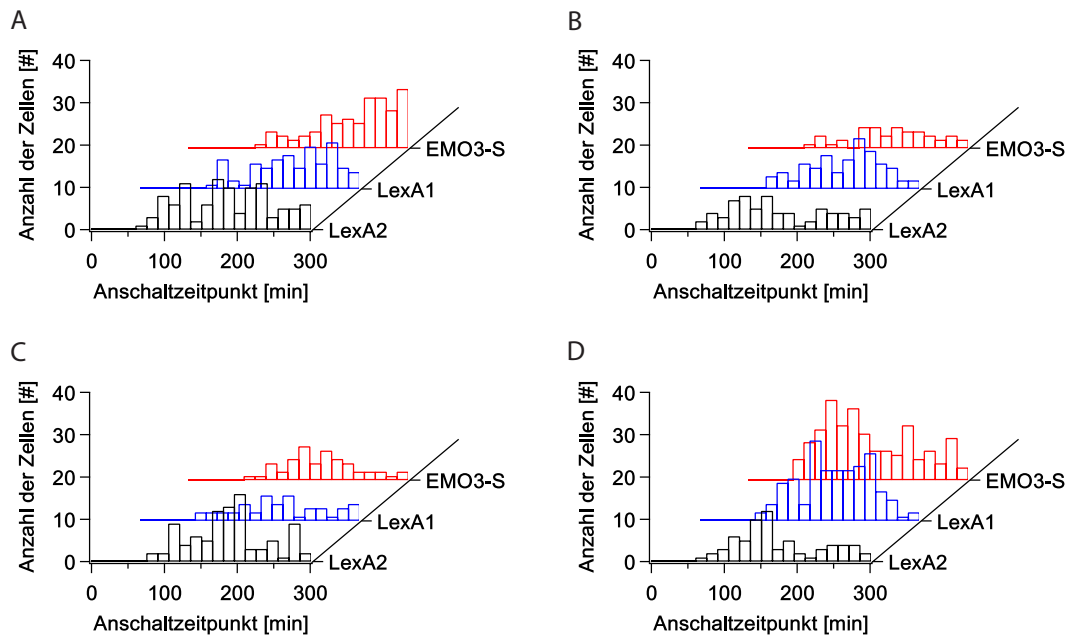 A
Anzahl der Zellen [#]
40
30
20
10
0
EMO3-S
LexA1
LexA2
0 100 200 300
Anschaltzeitpunkt [min]
B
Anzahl der Zellen [#]
40
30
20
10
0
EMO3-S
LexA1
LexA2
0 100 200 300
Anschaltzeitpunkt [min]
C
Anzahl der Zellen [#]
40
30
20
10
0
EMO3-S
LexA1
LexA2
0 100 200 300
Anschaltzeitpunkt [min]
D
Anzahl der Zellen [#]
40
30
20
10
0
EMO3-S
LexA1
LexA2
0 100 200 300
Anschaltzeitpunkt [min]